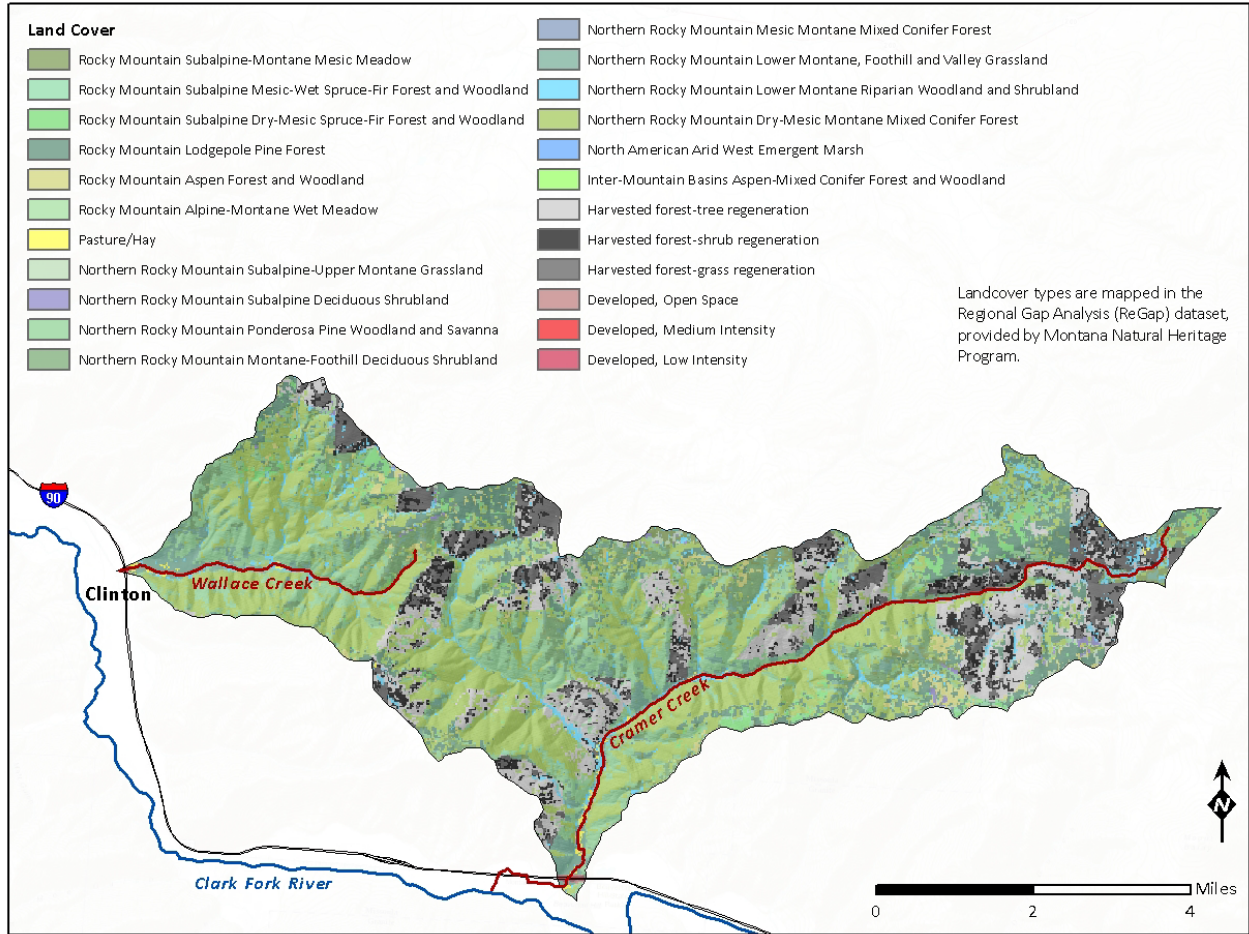 Land Cover
Rocky Mountain Subalpine-Montane Mesic Meadow
Rocky Mountain Subalpine Mesic-Wet Spruce-Fir Forest and Woodland
Rocky Mountain Subalpine Dry-Mesic Spruce-Fir Forest and Woodland
Rocky Mountain Lodgepole Pine Forest
Rocky Mountain Aspen Forest and Woodland
Rocky Mountain Alpine-Montane Wet Meadow
Pasture/Hay
Northern Rocky Mountain Subalpine-Upper Montane Grassland
Northern Rocky Mountain Subalpine Deciduous Shrubland
Northern Rocky Mountain Ponderosa Pine Woodland and Savanna
Northern Rocky Mountain Montane-Foothill Deciduous Shrubland
Northern Rocky Mountain Mesic Montane Mixed Conifer Forest
Northern Rocky Mountain Lower Montane, Foothill and Valley Grassland
Northern Rocky Mountain Lower Montane Riparian Woodland and Shrubland
Northern Rocky Mountain Dry-Mesic Montane Mixed Conifer Forest
North American Arid West Emergent Marsh
Inter-Mountain Basins Aspen-Mixed Conifer Forest and Woodland
Harvested forest-tree regeneration
Harvested forest-shrub regeneration
Harvested forest-grass regeneration
Developed, Open Space
Developed, Medium Intensity
Developed, Low Intensity
Landcover types are mapped in the
Regional Gap Analysis (ReGap) dataset,
provided by Montana Natural Heritage
Program.
90
Wallace Creek
Clinton
Cramer Creek
Clark Fork River
N
Miles
0 2 4